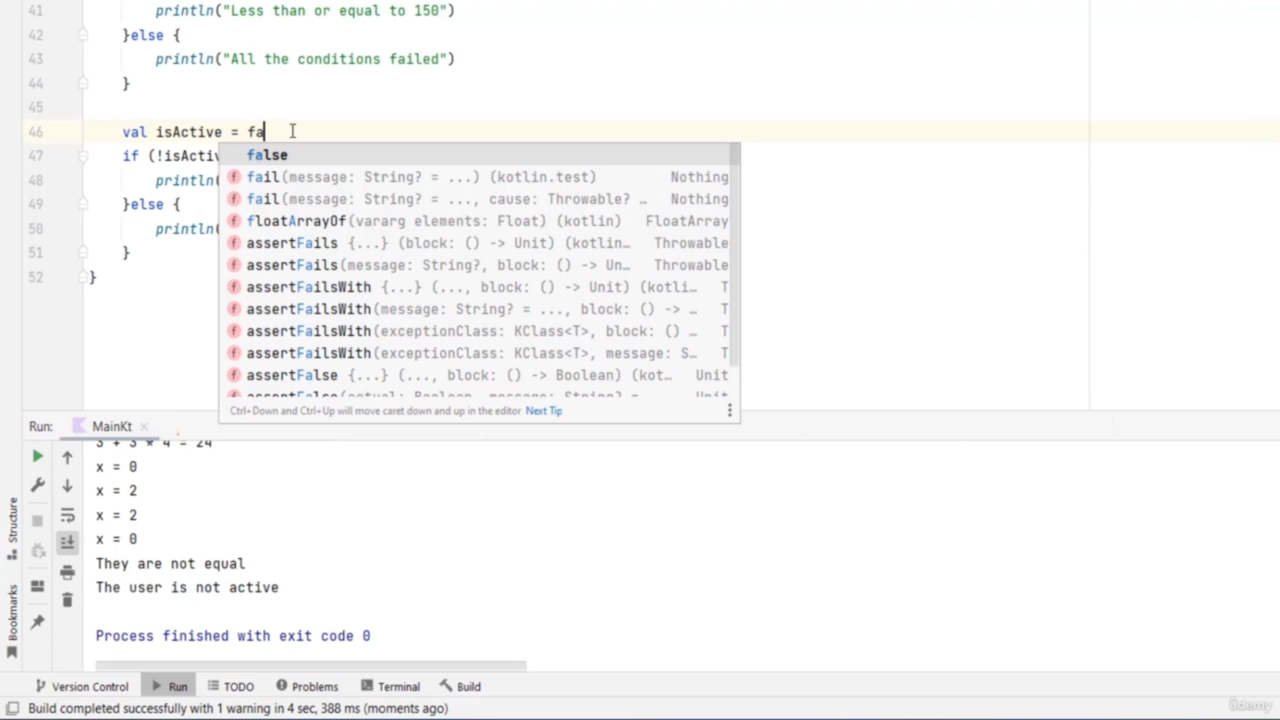 41 println("Less than or equal to 150")
42 }else {
43 println("All the conditions failed")
44 }
45
46 val isActive = fa
false
47 if (!isActiv
fail(message: String? = ...) (kotlin.test) Nothing
48 println(
fail(message: String? = ..., cause: Throwable? … Nothing
49 }else {
floatArrayOf(vararg elements: Float) (kotlin) FloatArray
50 println(
assertFails {...} (block: () -> Unit) (kotlin… Throwable
51 }
assertFails(message: String?, block: () -> Un… Throwable
52 }
assertFailsWith {...} (..., block: () -> Unit) (kotli… T
assertFailsWith(message: String? = ..., block: () -> … T
assertFailsWith(exceptionClass: KClass<T>, block: () … T
assertFailsWith(exceptionClass: KClass<T>, message: S… T
assertFalse {...} (..., block: () -> Boolean) (kot… Unit
Ctrl+Down and Ctrl+Up will move caret down and up in the editor Next Tip
Run: MainKt
3 + 3 * 4 = 24
x = 0
x = 2
x = 2
x = 0
They are not equal
The user is not active
Process finished with exit code 0
Structure
Bookmarks
Version Control Run TODO Problems Terminal Build
Build completed successfully with 1 warning in 4 sec, 388 ms (moments ago)
ûdemy